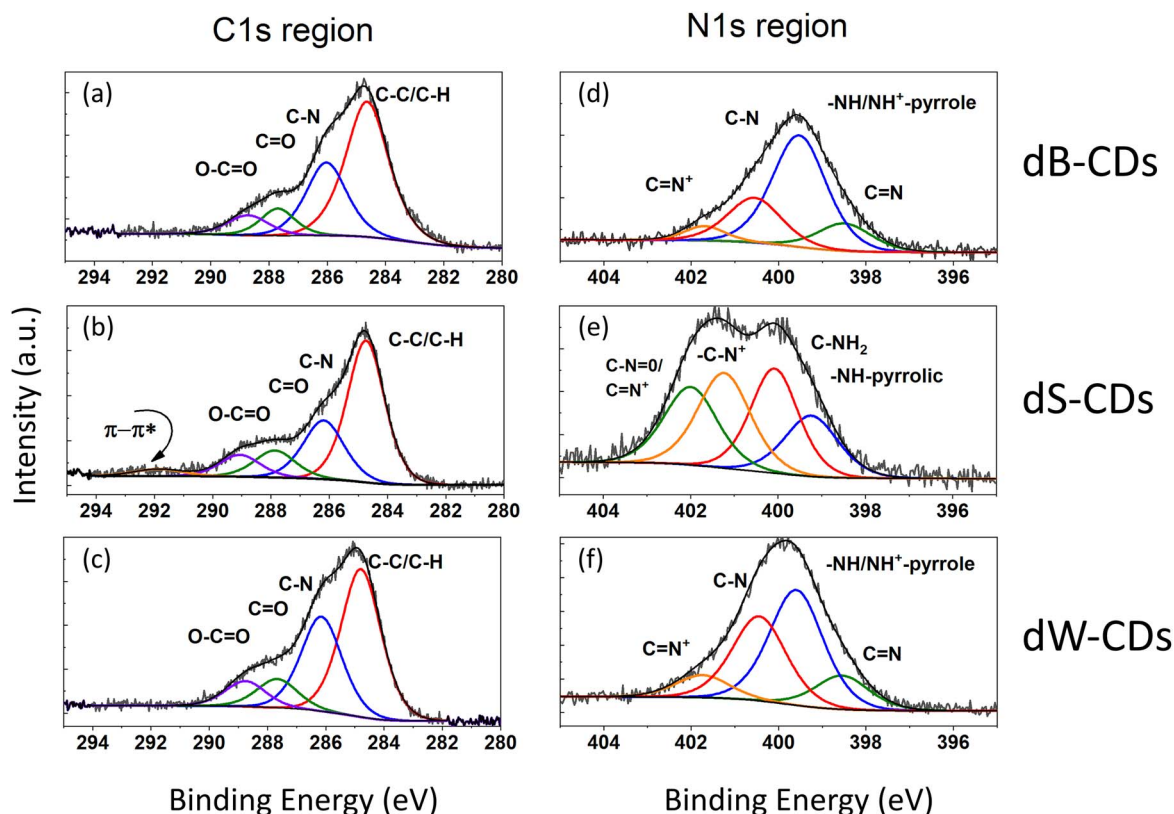 C1s region
N1s region
(a)
C-C/C-H
C-N
C=O
O-C=O
294 292 290 288 286 284 282 280
(d)
-NH/NH⁺-pyrrole
C-N
C=N⁺
C=N
404 402 400 398 396
dB-CDs
(b)
C-C/C-H
C-N
C=O
O-C=O
π–π*
294 292 290 288 286 284 282 280
(e)
C-NH₂
-NH-pyrrolic
-C-N⁺
C-N=0/
C=N⁺
404 402 400 398 396
dS-CDs
(c)
C-C/C-H
C-N
C=O
O-C=O
294 292 290 288 286 284 282 280
(f)
-NH/NH⁺-pyrrole
C-N
C=N⁺
C=N
404 402 400 398 396
dW-CDs
Intensity (a.u.)
Binding Energy (eV)
Binding Energy (eV)